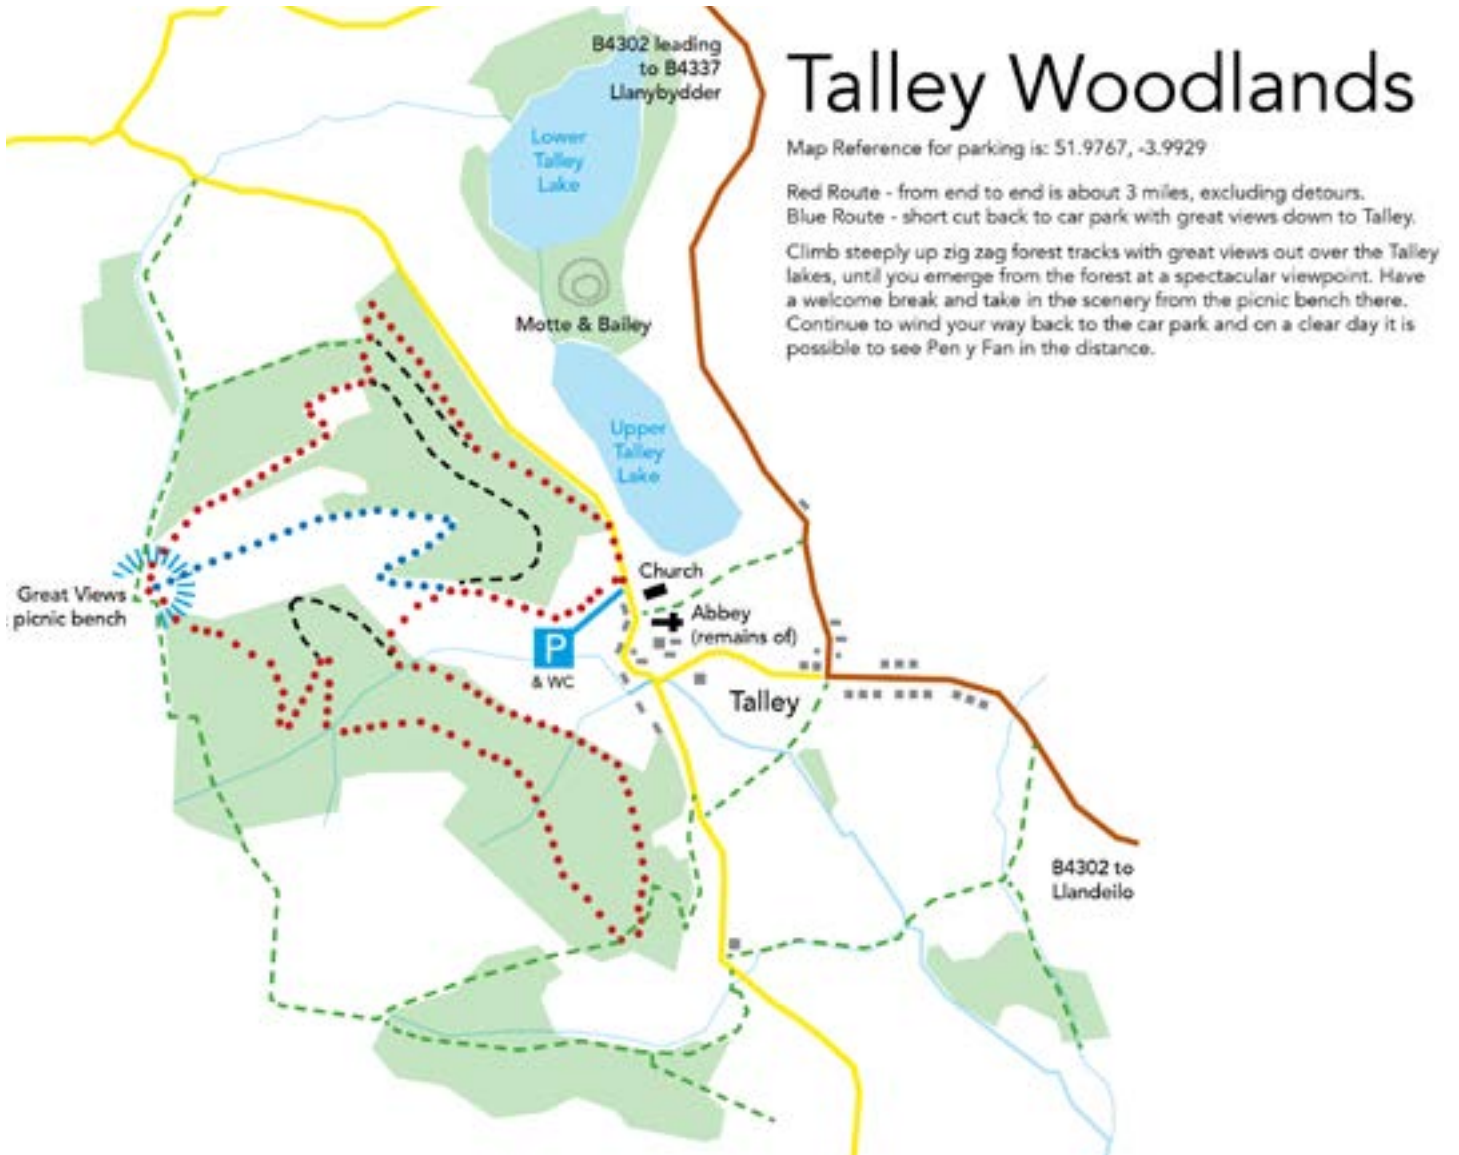 Talley Woodlands
Map Reference for parking is: 51.9767, -3.9929
Red Route - from end to end is about 3 miles, excluding detours.
Blue Route - short cut back to car park with great views down to Talley.
Climb steeply up zig zag forest tracks with great views out over the Talley
lakes, until you emerge from the forest at a spectacular viewpoint. Have
a welcome break and take in the scenery from the picnic bench there.
Continue to wind your way back to the car park and on a clear day it is
possible to see Pen y Fan in the distance.
B4302 leading
to B4337
Llanybydder
Lower
Talley
Lake
Motte & Bailey
Upper
Talley
Lake
Great Views
picnic bench
Church
Abbey
(remains of)
P
& WC
Talley
B4302 to
Llandeilo